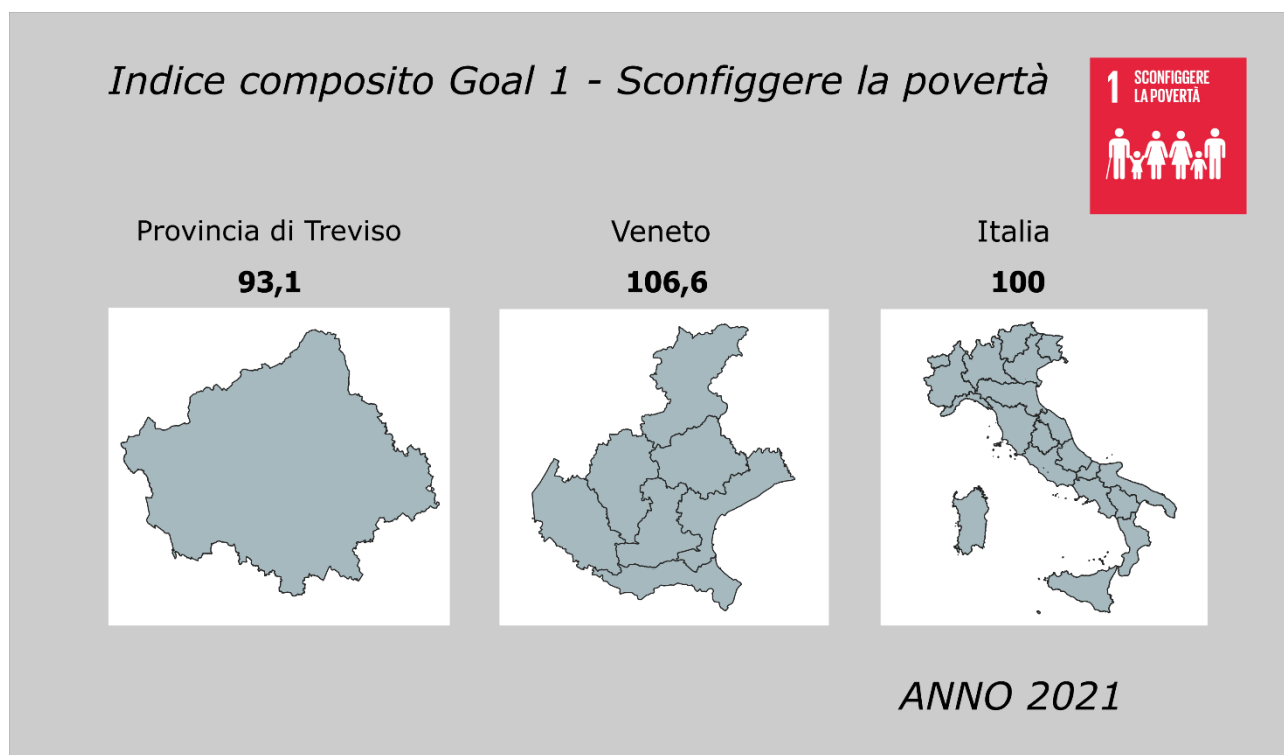 Indice composito Goal 1 - Sconfiggere la povertà
1 SCONFIGGERE
LA POVERTÀ
Provincia di Treviso
93,1
Veneto
106,6
Italia
100
ANNO 2021